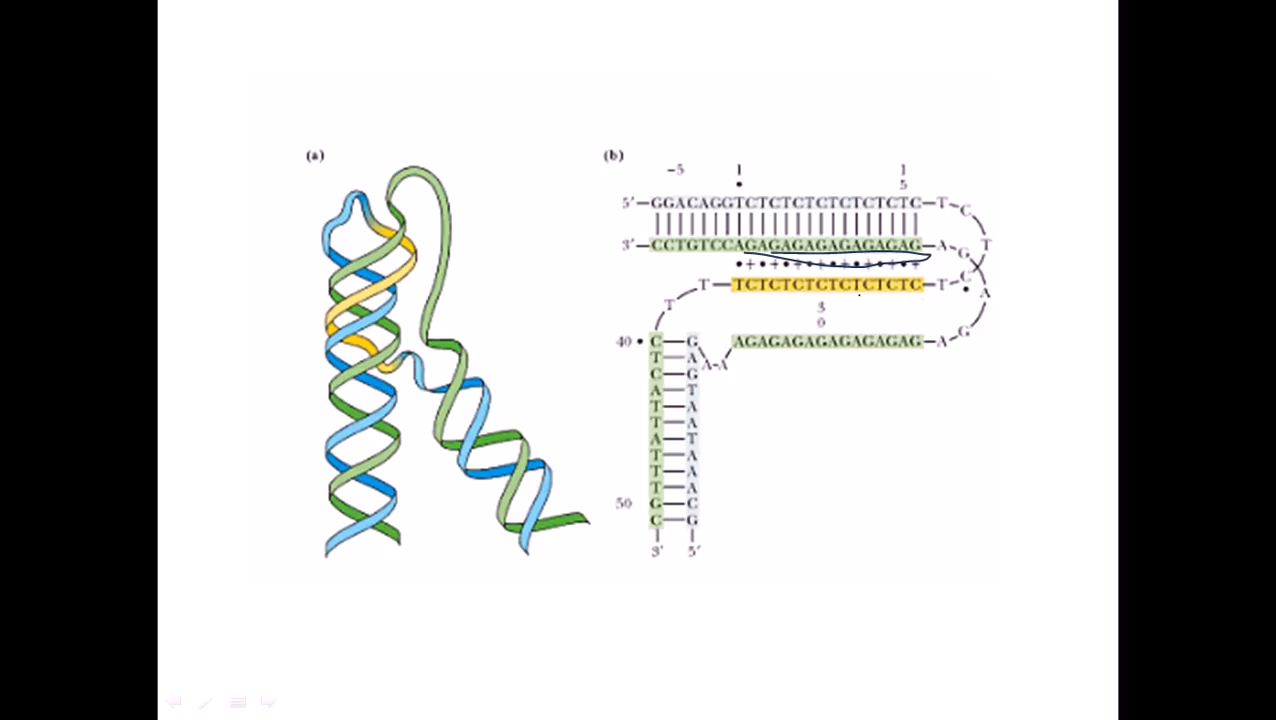 (a)
(b)
-5 1 1
5
5'-GGACAGGTCTCTCTCTCTCTCTC-T-C
T
3'-CCTGTCCAGAGAGAGAGAGAGAG-A-G
T-T-TCTCTCTCTCTCTCTC-T-C
A
3
0
40 • C-G A-A AGAGAGAGAGAGAGAG-A-G
T A
C G
A T
T A
T A
A T
T A
T A
T A
50 G C
C G
3' 5'